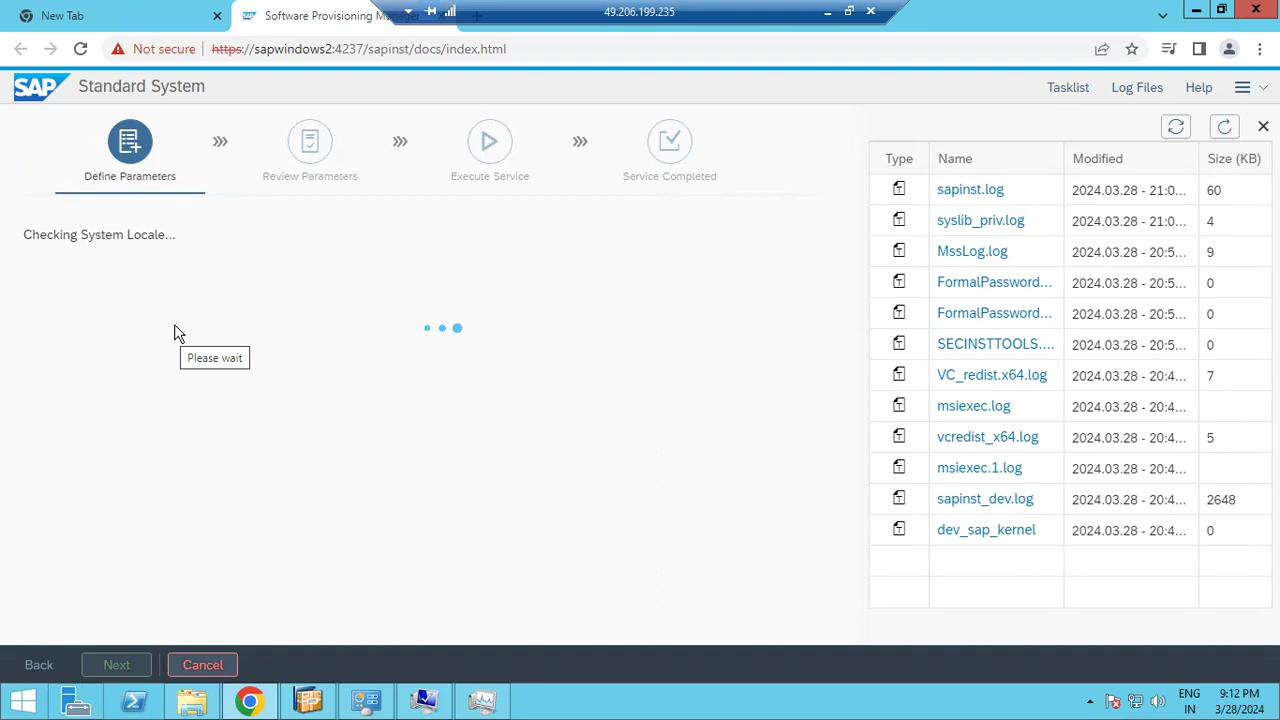 New Tab
Software Provisioning Man
49.206.199.235
Not secure
https://sapwindows2:4237/sapinst/docs/index.html
SAP
Standard System
Tasklist
Log Files
Help
Define Parameters
Review Parameters
Execute Service
Service Completed
Type Name Modified Size (KB)
sapinst.log 2024.03.28 - 21:0... 60
syslib_priv.log 2024.03.28 - 21:0... 4
MssLog.log 2024.03.28 - 20:5... 9
FormalPassword... 2024.03.28 - 20:5... 0
FormalPassword... 2024.03.28 - 20:5... 0
SECINSTTOOLS.... 2024.03.28 - 20:5... 0
VC_redist.x64.log 2024.03.28 - 20:4... 7
msiexec.log 2024.03.28 - 20:4...
vcredist_x64.log 2024.03.28 - 20:4... 5
msiexec.1.log 2024.03.28 - 20:4...
sapinst_dev.log 2024.03.28 - 20:4... 2648
dev_sap_kernel 2024.03.28 - 20:4... 0
Checking System Locale...
Please wait
Back
Next
Cancel
ENG
IN
9:12 PM
3/28/2024